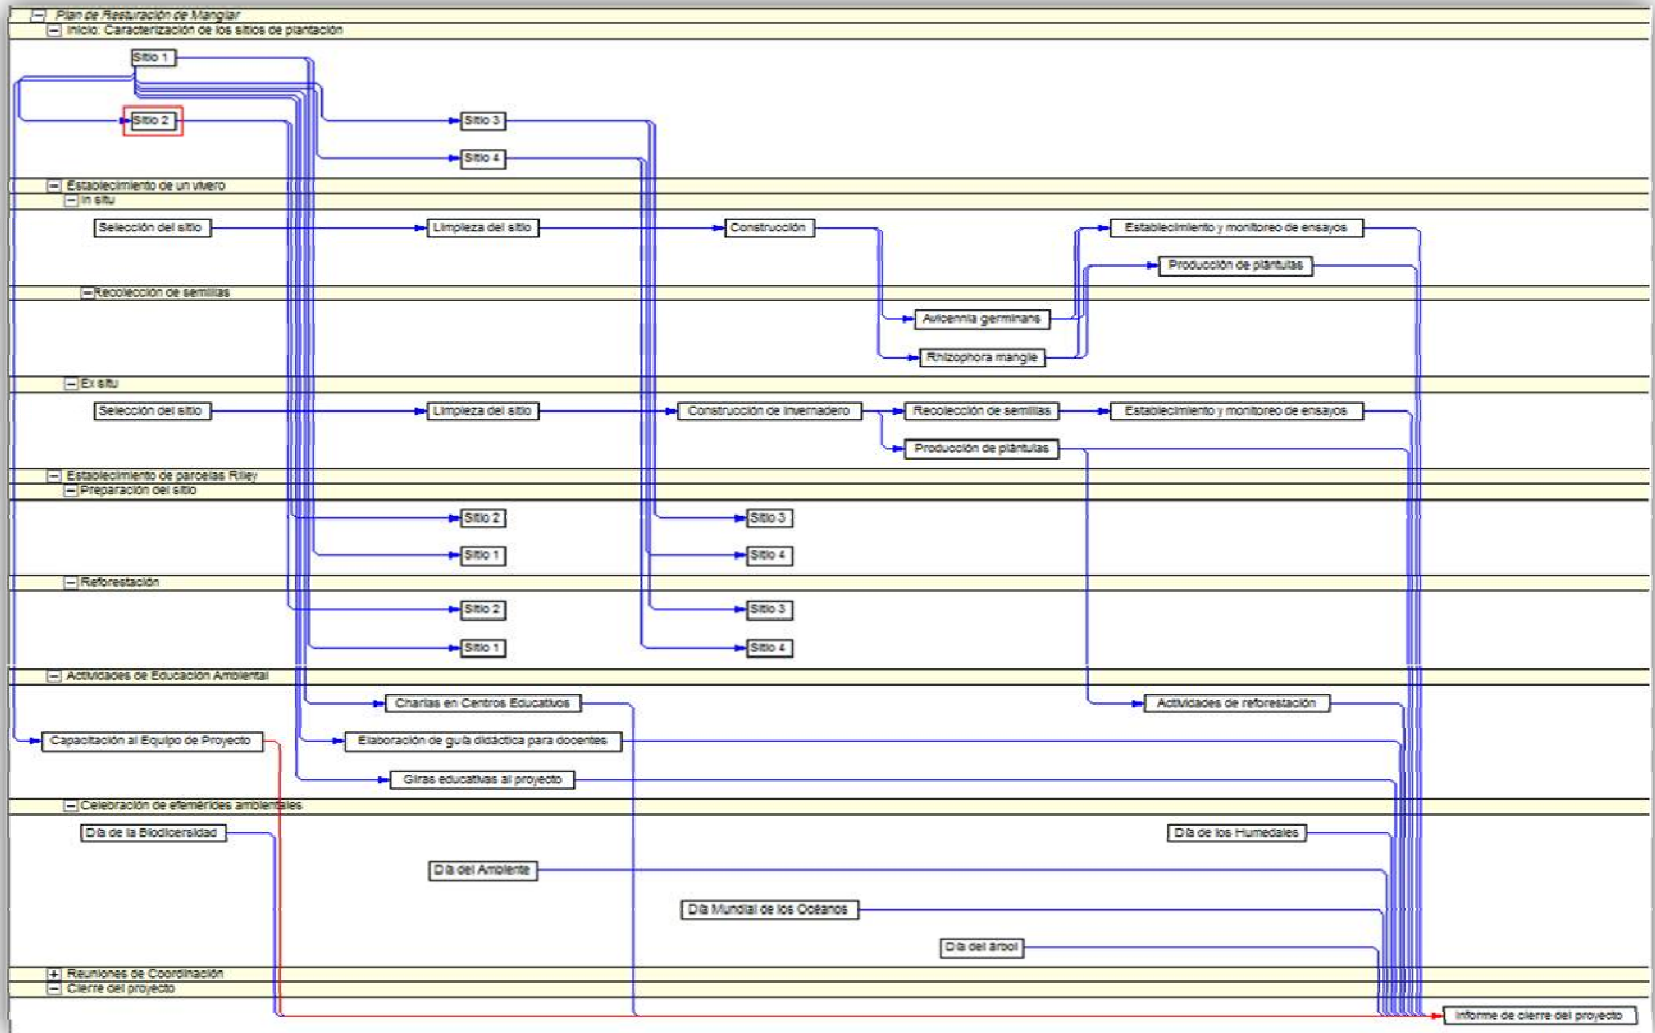 Plan de Resturación de Manglar
Inicio: Caracterización de los sitios de plantación
Sitio 1
Sitio 2
Sitio 3
Sitio 4
Establecimiento de un vivero
In situ
Selección del sitio
Limpieza del sitio
Construcción
Establecimiento y monitoreo de ensayos
Producción de plántulas
Recolección de semillas
Avicennia germinans
Rhizophora mangle
Ex situ
Selección del sitio
Limpieza del sitio
Construcción de invernadero
Recolección de semillas
Establecimiento y monitoreo de ensayos
Producción de plántulas
Establecimiento de parcelas Riley
Preparación del sitio
Sitio 2
Sitio 3
Sitio 1
Sitio 4
Reforestación
Sitio 2
Sitio 3
Sitio 1
Sitio 4
Actividades de Educación Ambiental
Charlas en Centros Educativos
Actividades de reforestación
Capacitación al Equipo de Proyecto
Elaboración de guía didáctica para docentes
Giras educativas al proyecto
Celebración de efemérides ambientales
Día de la Biodicersidad
Día de los Humedales
Día del Ambiente
Día Mundial de los Océanos
Día del árbol
Reuniones de Coordinación
Cierre del proyecto
Informe de cierre del proyecto